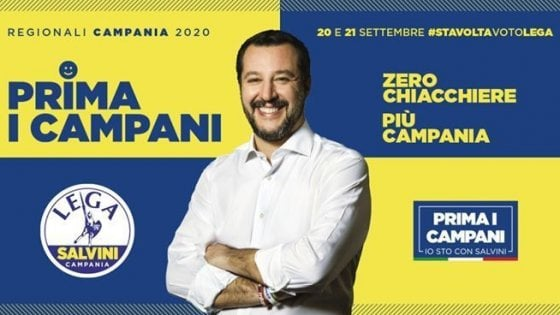 REGIONALI CAMPANIA 2020
20 E 21 SETTEMBRE #STAVOLTAVOTOLEGA
PRIMA
I CAMPANI
ZERO
CHIACCHIERE
PIÙ
CAMPANIA
LEGA
SALVINI
CAMPANIA
PRIMA I
CAMPANI
IO STO CON SALVINI